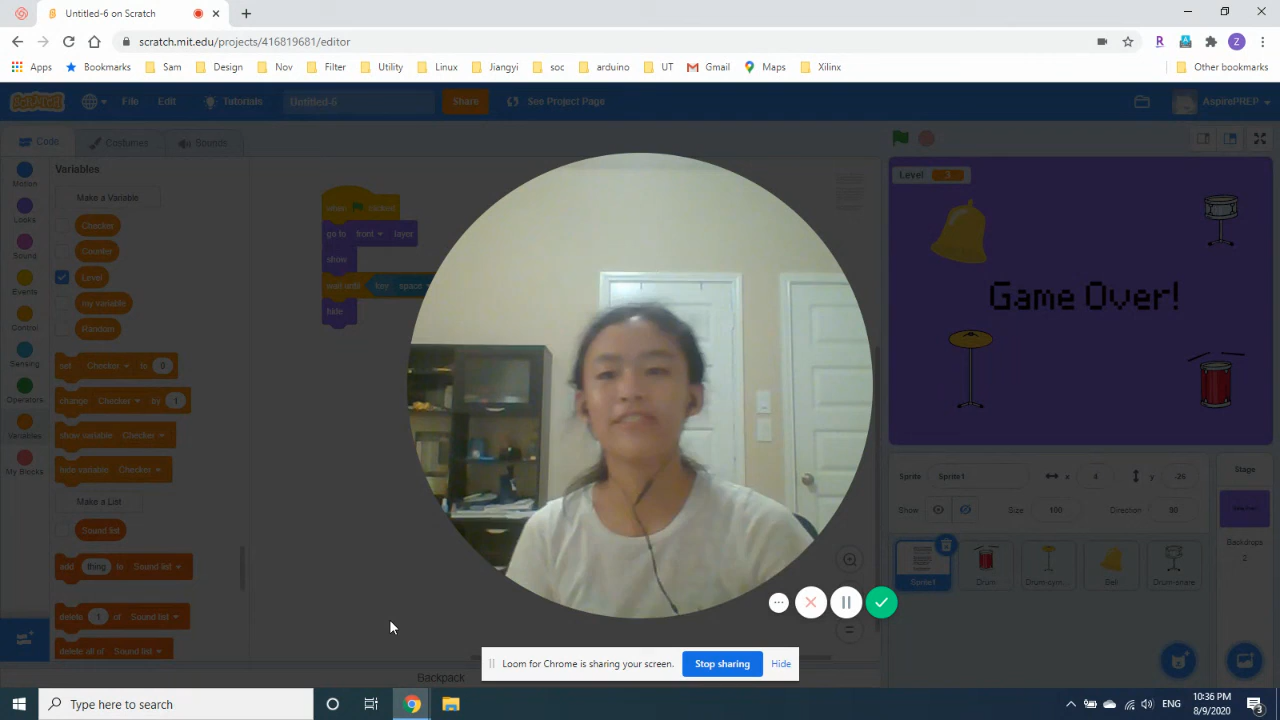 Untitled-6 on Scratch
scratch.mit.edu/projects/416819681/editor
Apps Bookmarks Sam Design Nov Filter Utility Linux Jiangyi soc arduino UT Gmail Maps Xilinx Other bookmarks
SCRATCH File Edit Tutorials Untitled-6 Share See Project Page AspirePREP
Code Costumes Sounds
Motion
Looks
Sound
Events
Control
Sensing
Operators
Variables
My Blocks
Variables
Make a Variable
Checker
Counter
Level
my variable
Random
set Checker to 0
change Checker by 1
show variable Checker
hide variable Checker
Make a List
Sound list
add thing to Sound list
delete 1 of Sound list
delete all of Sound list
when clicked
go to front layer
show
wait until key space
hide
Level 3
Game Over!
Sprite Sprite1 x 4 y -26
Show Size 100 Direction 90
Sprite1 Drum Bell
Stage
Backdrops
2
Loom for Chrome is sharing your screen. Stop sharing Hide
Backpack
Type here to search
ENG
10:36 PM
8/9/2020
3